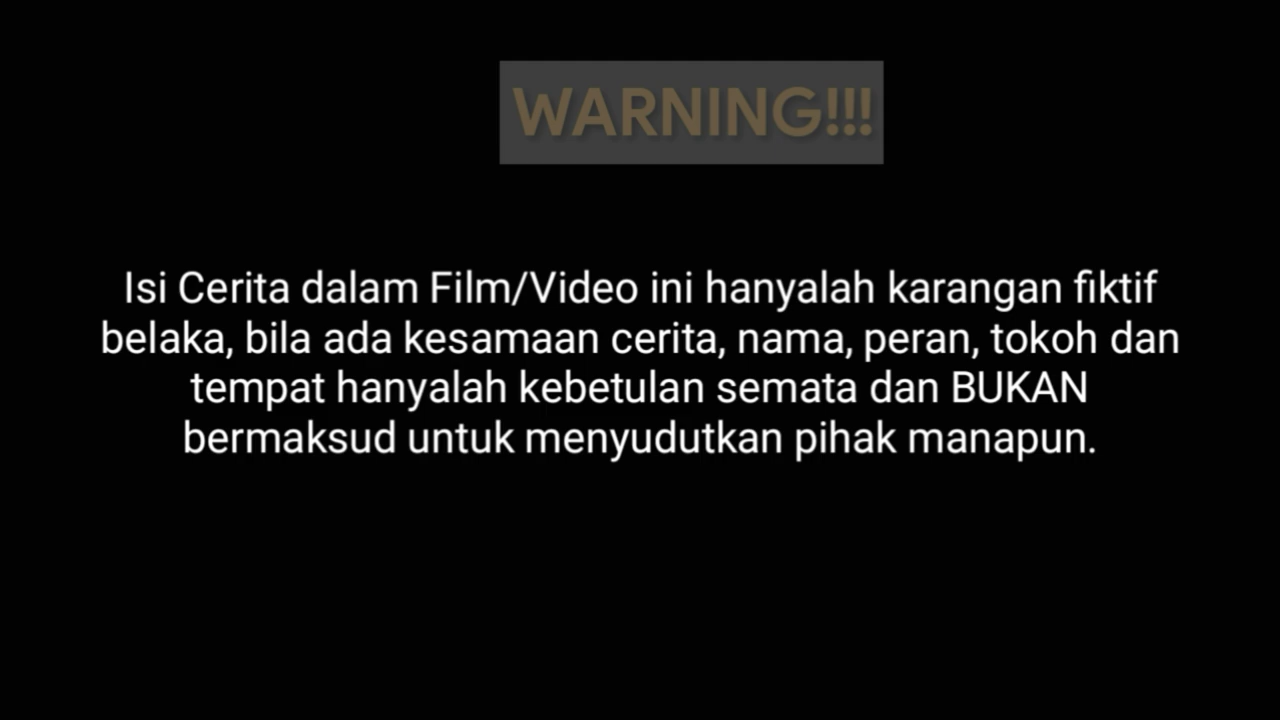 WARNING!!!
Isi Cerita dalam Film/Video ini hanyalah karangan fiktif
belaka, bila ada kesamaan cerita, nama, peran, tokoh dan
tempat hanyalah kebetulan semata dan BUKAN
bermaksud untuk menyudutkan pihak manapun.